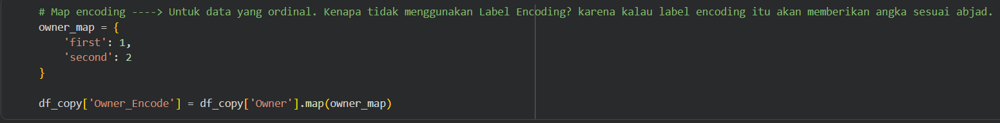 # Map encoding ----> Untuk data yang ordinal. Kenapa tidak menggunakan Label Encoding? karena kalau label encoding itu akan memberikan angka sesuai abjad.
owner_map = {
    'first': 1,
    'second': 2
}
df_copy['Owner_Encode'] = df_copy['Owner'].map(owner_map)